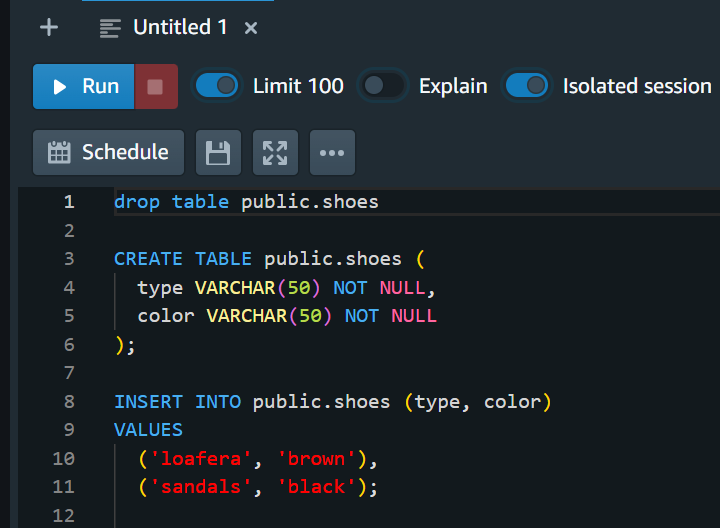 + Untitled 1 ×
Run Limit 100 Explain Isolated session
Schedule
1 drop table public.shoes
2
3 CREATE TABLE public.shoes (
4 type VARCHAR(50) NOT NULL,
5 color VARCHAR(50) NOT NULL
6 );
7
8 INSERT INTO public.shoes (type, color)
9 VALUES
10 ('loafera', 'brown'),
11 ('sandals', 'black');
12